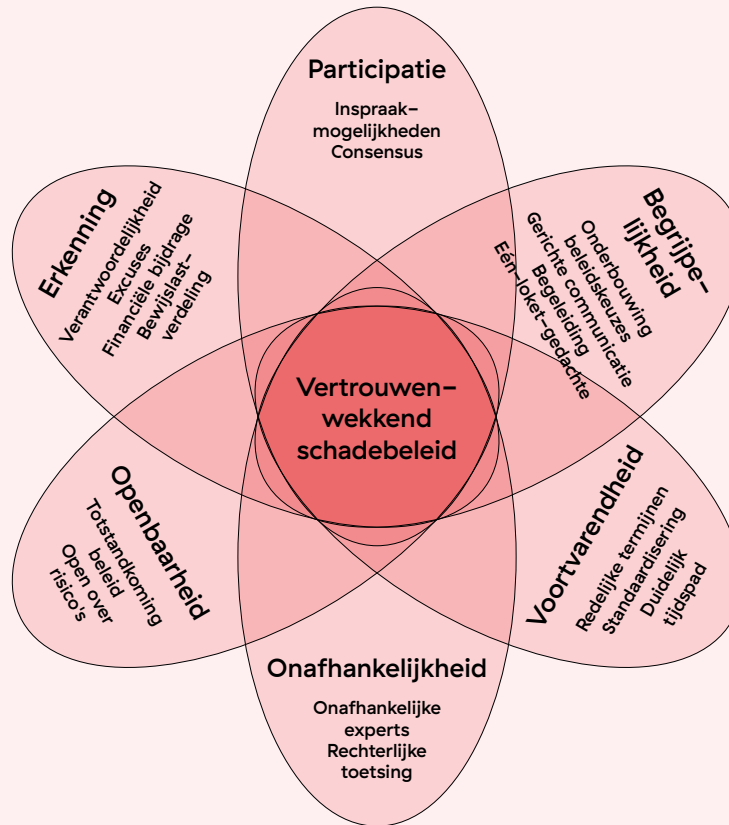 Participatie
Inspraak-
mogelijkheden
Consensus
Begrijpe-
lijkheid
Onderbouwing
beleidskeuzes
Gerichte communicatie
Begeleiding
Eén-loket-gedachte
Voortvarendheid
Redelijke termijnen
Standaardisering
Duidelijk
tijdspad
Onafhankelijkheid
Onafhankelijke
experts
Rechterlijke
toetsing
Openbaarheid
Totstandkoming
beleid
Open over
risico's
Erkenning
Verantwoordelijkheid
Excuses
Financiële bijdrage
Bewijslast-
verdeling
Vertrouwen-
wekkend
schadebeleid